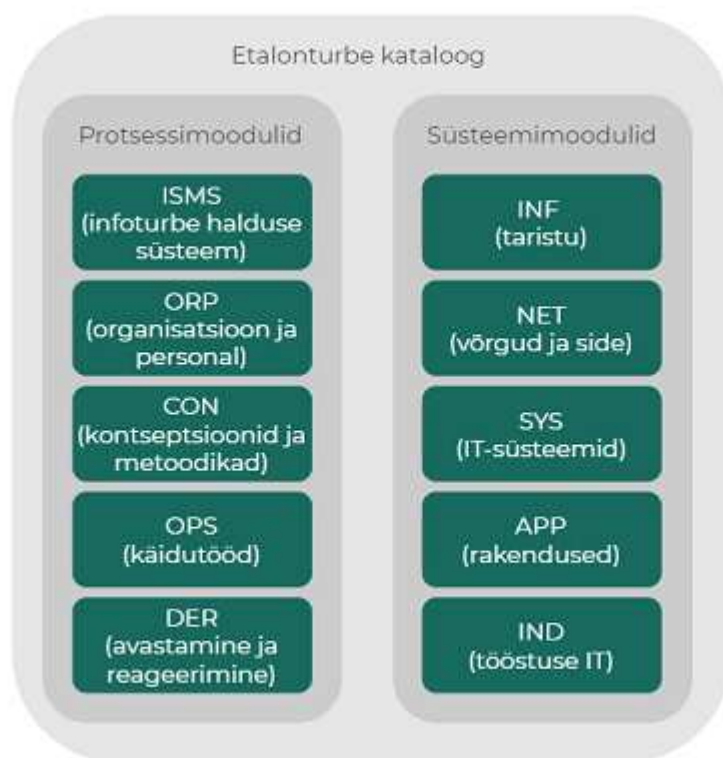 Etalonturbe kataloog
Protsessimoodulid
ISMS
(infoturbe halduse
süsteem)
ORP
(organisatsioon ja
personal)
CON
(kontseptsioonid ja
metoodikad)
OPS
(käidutööd)
DER
(avastamine ja
reageerimine)
Süsteemimoodulid
INF
(taristu)
NET
(võrgud ja side)
SYS
(IT-süsteemid)
APP
(rakendused)
IND
(tööstuse IT)